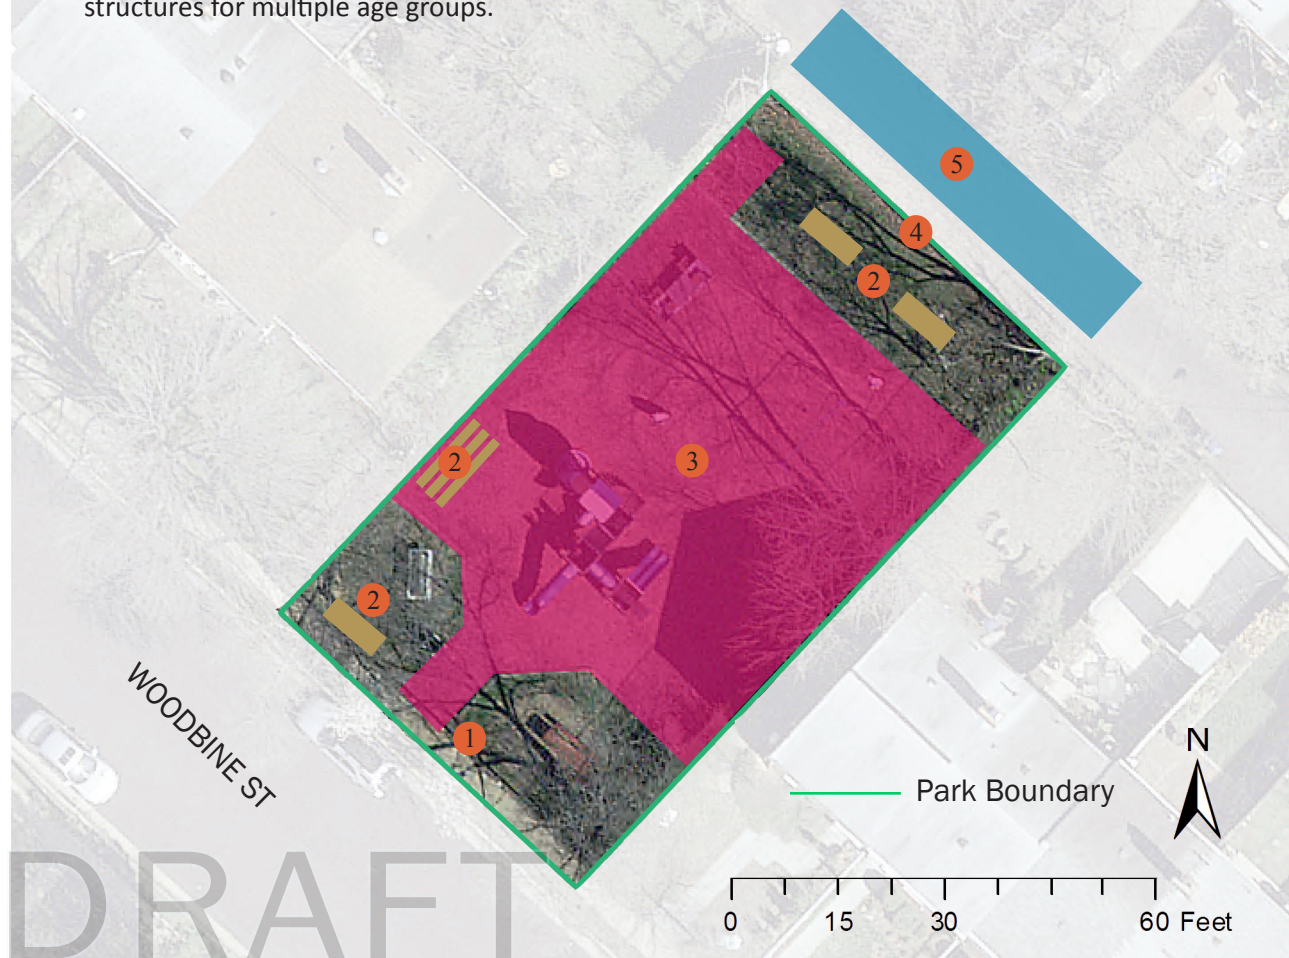 structures for multiple age groups.
5
4
2
3
2
2
1
WOODBINE ST
N
Park Boundary
0 15 30 60 Feet
DRAFT